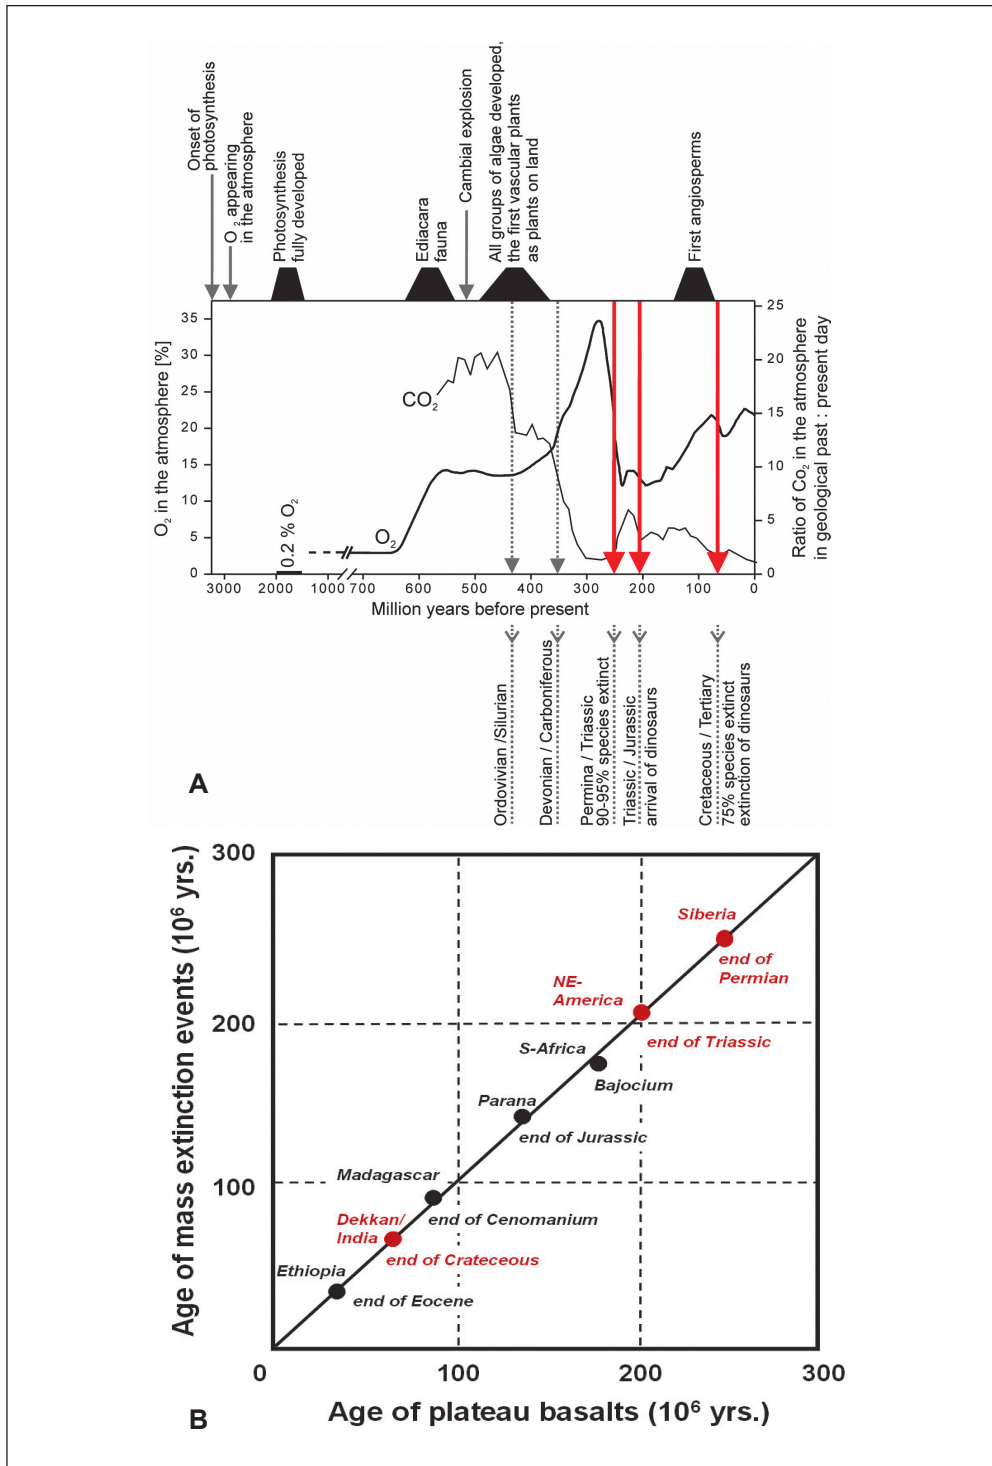 Onset of
photosynthesis
O2 appearing
in the atmosphere
Photosynthesis
fully developed
Ediacara
fauna
Cambial explosion
All groups of algae developed,
the first vascular plants
as plants on land
First angiosperms
O2 in the atmosphere [%]
35
30
25
20
15
10
5
0
CO2
O2
0.2 % O2
25
20
15
10
5
0
Ratio of Co2 in the atmosphere
in geological past : present day
3000 2000 1000 700 600 500 400 300 200 100 0
Million years before present
Ordovivian /Silurian
Devonian / Carboniferous
Permina / Triassic
90-95% species extinct
Triassic / Jurassic
arrival of dinosaurs
Cretaceous / Tertiary
75% species extinct
extinction of dinosaurs
A
Age of mass extinction events (10⁶ yrs.)
300
200
100
Siberia
end of
Permian
NE-
America
end of Triassic
S-Africa
Bajocium
Parana
end of Jurassic
Madagascar
end of Cenomanium
Dekkan/
India
end of Crateceous
Ethiopia
end of Eocene
0 100 200 300
Age of plateau basalts (10⁶ yrs.)
B